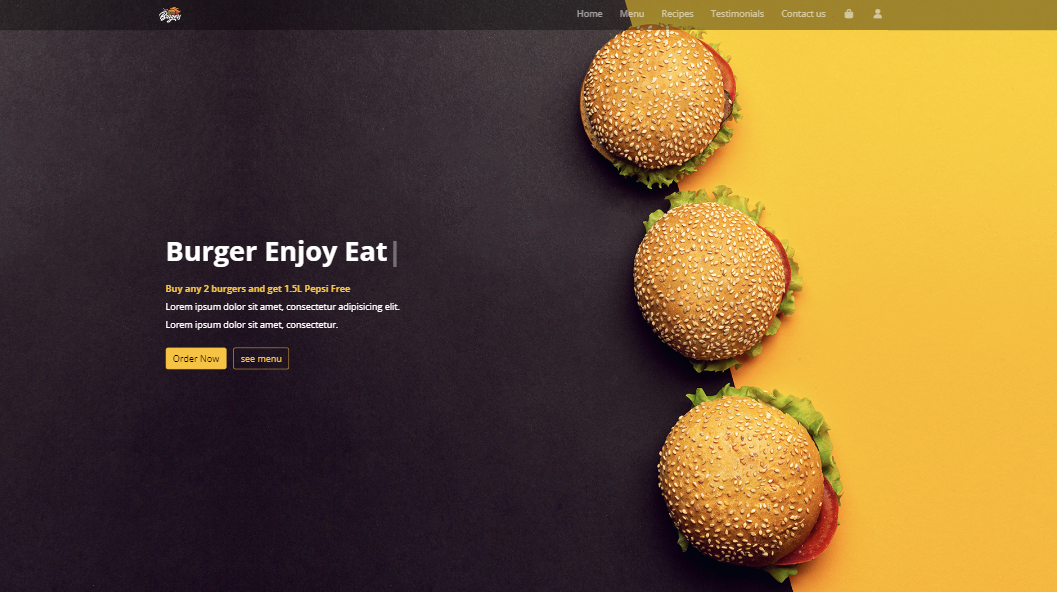 Burger
Home Menu Recipes Testimonials Contact us
Burger Enjoy Eat
Buy any 2 burgers and get 1.5L Pepsi Free
Lorem ipsum dolor sit amet, consectetur adipisicing elit.
Lorem ipsum dolor sit amet, consectetur.
Order Now see menu